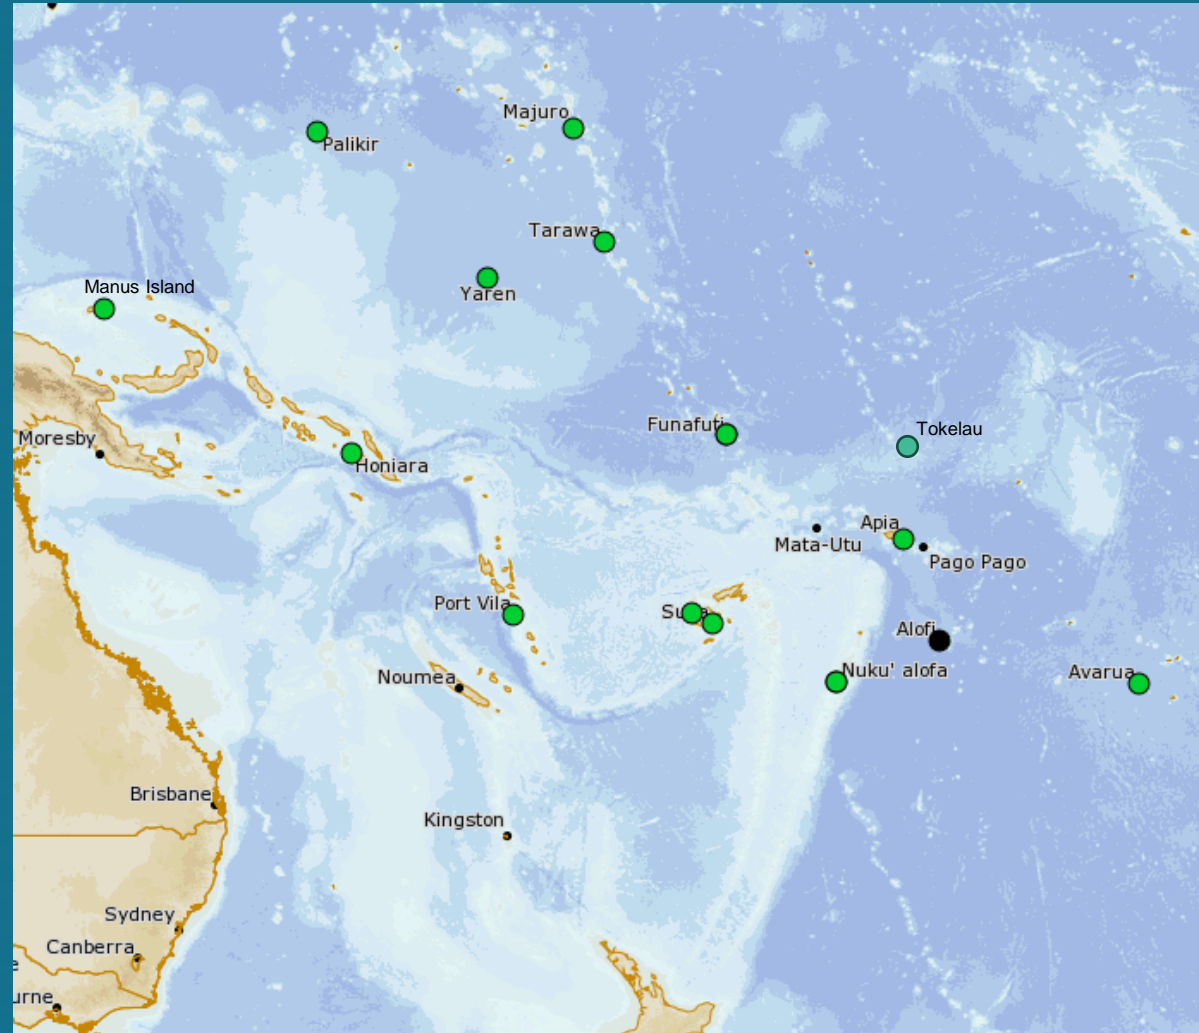 Majuro
Palikir
Tarawa
Manus Island
Yaren
Funafuti
Tokelau
Moresby
Honiara
Apia
Mata-Utu
Pago Pago
Port Vila
Alofi
Nuku' alofa
Avarua
Noumea
Brisbane
Kingston
Sydney
Canberra
e
urne